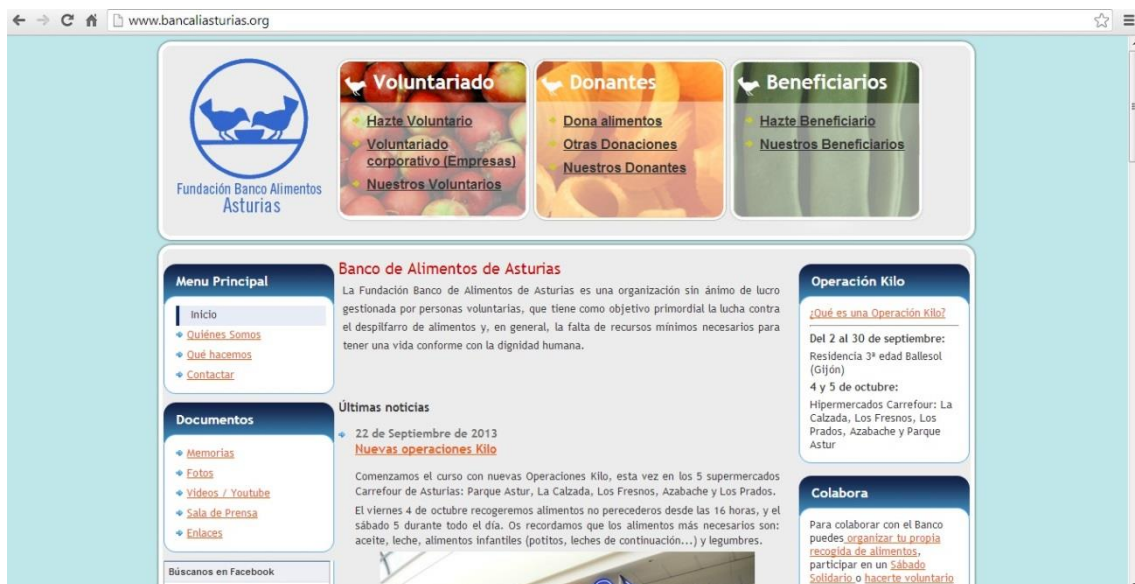 www.bancaliasturias.org
Fundación Banco Alimentos
Asturias
Voluntariado
Hazte Voluntario
Voluntariado
corporativo (Empresas)
Nuestros Voluntarios
Donantes
Dona alimentos
Otras Donaciones
Nuestros Donantes
Beneficiarios
Hazte Beneficiario
Nuestros Beneficiarios
Menu Principal
Inicio
Quiénes Somos
Qué hacemos
Contactar
Documentos
Memorias
Fotos
Vídeos / Youtube
Sala de Prensa
Enlaces
Búscanos en Facebook
Banco de Alimentos de Asturias
La Fundación Banco de Alimentos de Asturias es una organización sin ánimo de lucro
gestionada por personas voluntarias, que tiene como objetivo primordial la lucha contra
el despilfarro de alimentos y, en general, la falta de recursos mínimos necesarios para
tener una vida conforme con la dignidad humana.
Últimas noticias
22 de Septiembre de 2013
Nuevas operaciones Kilo
Comenzamos el curso con nuevas Operaciones Kilo, esta vez en los 5 supermercados
Carrefour de Asturias: Parque Astur, La Calzada, Los Fresnos, Azabache y Los Prados.
El viernes 4 de octubre recogeremos alimentos no perecederos desde las 16 horas, y el
sábado 5 durante todo el día. Os recordamos que los alimentos más necesarios son:
aceite, leche, alimentos infantiles (potitos, leches de continuación...) y legumbres.
Operación Kilo
¿Qué es una Operación Kilo?
Del 2 al 30 de septiembre:
Residencia 3ª edad Ballesol
(Gijón)
4 y 5 de octubre:
Hipermercados Carrefour: La
Calzada, Los Fresnos, Los
Prados, Azabache y Parque
Astur
Colabora
Para colaborar con el Banco
puedes organizar tu propia
recogida de alimentos,
participar en un Sábado
Solidario o hacerte voluntario